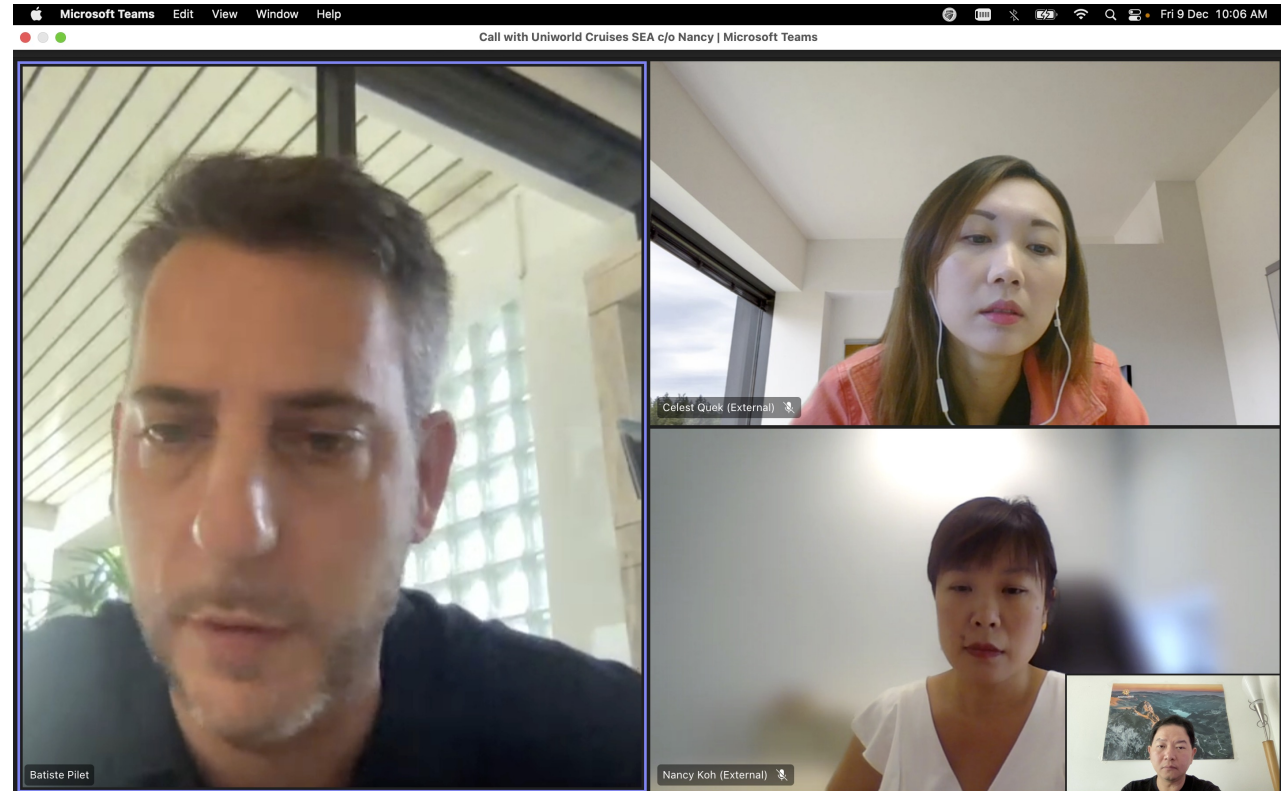 Microsoft Teams Edit View Window Help Fri 9 Dec 10:06 AM
Call with Uniworld Cruises SEA c/o Nancy | Microsoft Teams
Celest Quek (External)
Batiste Pilet
Nancy Koh (External)